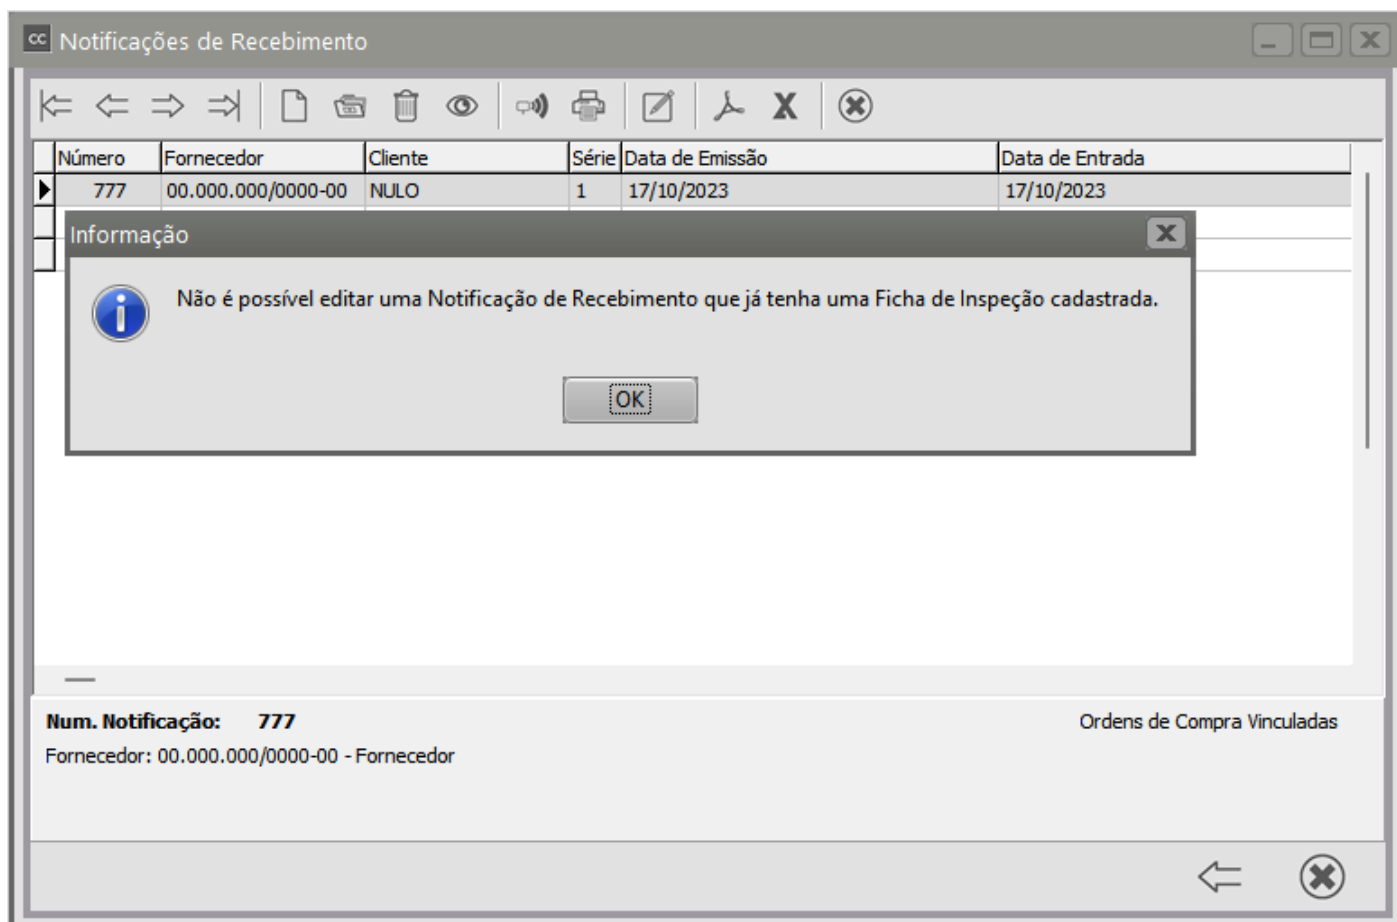 CC Notificações de Recebimento
Número Fornecedor Cliente Série Data de Emissão Data de Entrada
777 00.000.000/0000-00 NULO 1 17/10/2023 17/10/2023
Informação
Não é possível editar uma Notificação de Recebimento que já tenha uma Ficha de Inspeção cadastrada.
OK
Num. Notificação: 777 Ordens de Compra Vinculadas
Fornecedor: 00.000.000/0000-00 - Fornecedor